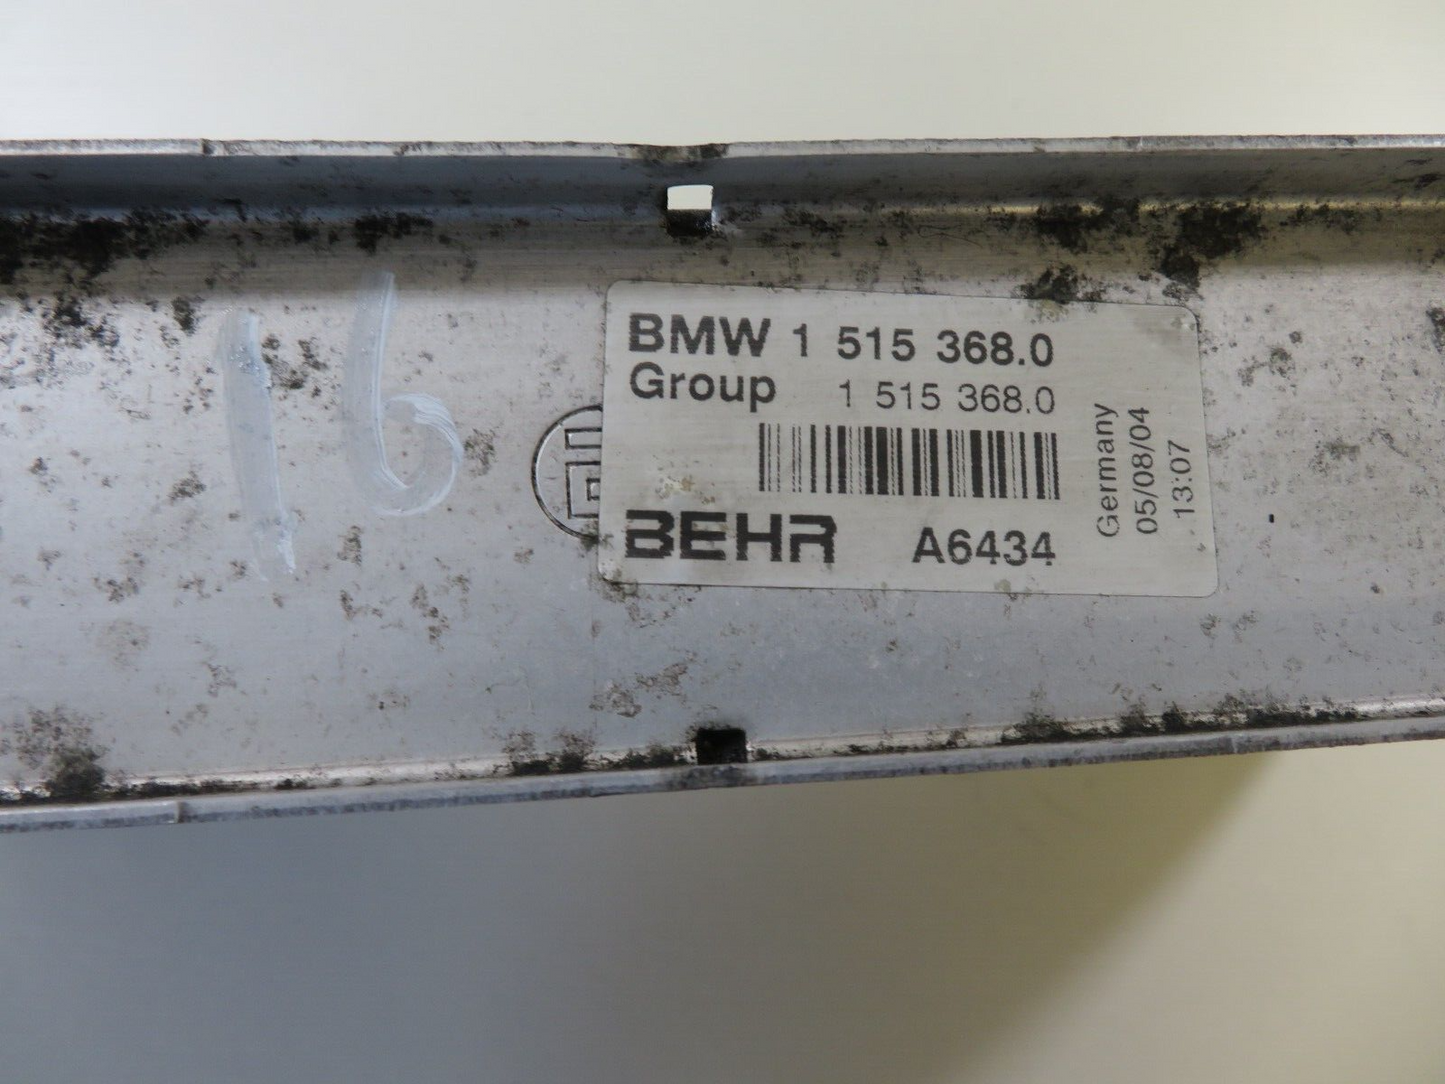 16
BMW 1 515 368.0
Group 1 515 368.0
BEHR A6434
Germany
05/08/04
13:07